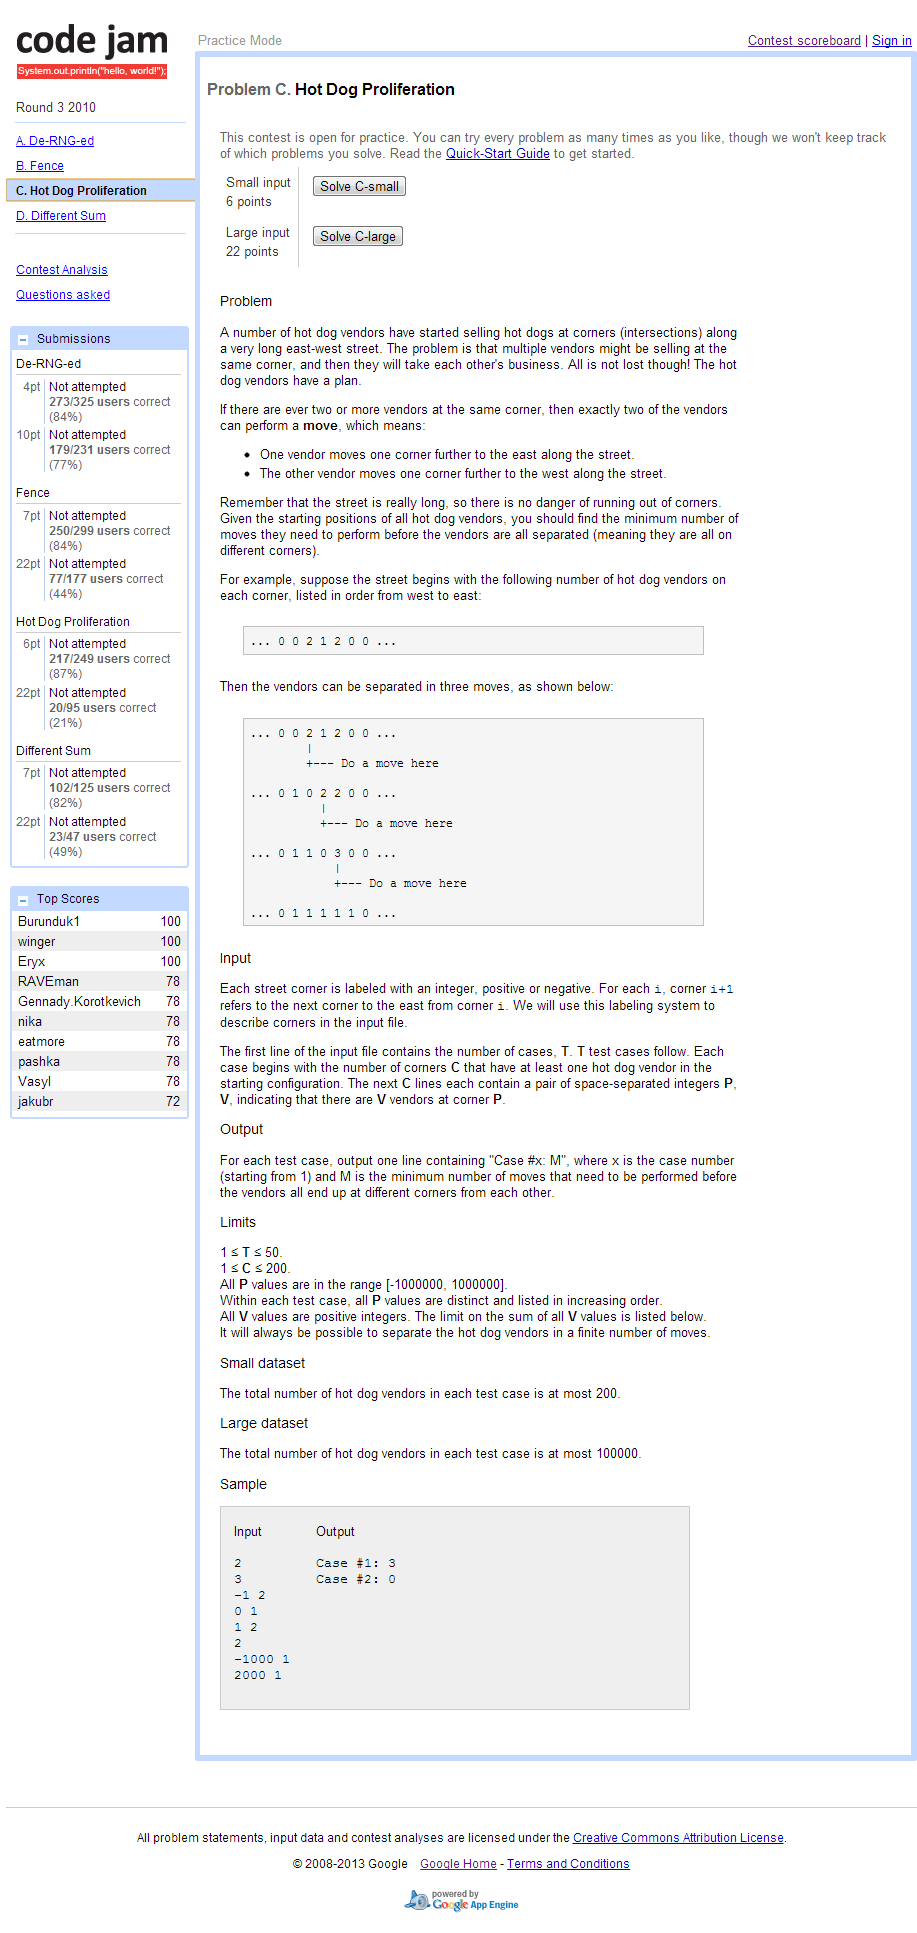 code jam
System.out.println("hello, world!");
Practice Mode
Contest scoreboard | Sign in
Round 3 2010
A. De-RNG-ed
B. Fence
C. Hot Dog Proliferation
D. Different Sum
Contest Analysis
Questions asked
Submissions
De-RNG-ed
4pt Not attempted
273/325 users correct
(84%)
10pt Not attempted
179/231 users correct
(77%)
Fence
7pt Not attempted
250/299 users correct
(84%)
22pt Not attempted
77/177 users correct
(44%)
Hot Dog Proliferation
6pt Not attempted
217/249 users correct
(87%)
22pt Not attempted
20/95 users correct
(21%)
Different Sum
7pt Not attempted
102/125 users correct
(82%)
22pt Not attempted
23/47 users correct
(49%)
Top Scores
Burunduk1 100
winger 100
Eryx 100
RAVEman 78
Gennady.Korotkevich 78
nika 78
eatmore 78
pashka 78
Vasyl 78
jakubr 72
Problem C. Hot Dog Proliferation
This contest is open for practice. You can try every problem as many times as you like, though we won't keep track
of which problems you solve. Read the Quick-Start Guide to get started.
Small input
6 points
Solve C-small
Large input
22 points
Solve C-large
Problem
A number of hot dog vendors have started selling hot dogs at corners (intersections) along
a very long east-west street. The problem is that multiple vendors might be selling at the
same corner, and then they will take each other's business. All is not lost though! The hot
dog vendors have a plan.
If there are ever two or more vendors at the same corner, then exactly two of the vendors
can perform a move, which means:
• One vendor moves one corner further to the east along the street.
• The other vendor moves one corner further to the west along the street.
Remember that the street is really long, so there is no danger of running out of corners.
Given the starting positions of all hot dog vendors, you should find the minimum number of
moves they need to perform before the vendors are all separated (meaning they are all on
different corners).
For example, suppose the street begins with the following number of hot dog vendors on
each corner, listed in order from west to east:
... 0 0 2 1 2 0 0 ...
Then the vendors can be separated in three moves, as shown below:
... 0 0 2 1 2 0 0 ...
|
+--- Do a move here
... 0 1 0 2 2 0 0 ...
|
+--- Do a move here
... 0 1 1 0 3 0 0 ...
|
+--- Do a move here
... 0 1 1 1 1 1 0 ...
Input
Each street corner is labeled with an integer, positive or negative. For each i, corner i+1
refers to the next corner to the east from corner i. We will use this labeling system to
describe corners in the input file.
The first line of the input file contains the number of cases, T. T test cases follow. Each
case begins with the number of corners C that have at least one hot dog vendor in the
starting configuration. The next C lines each contain a pair of space-separated integers P,
V, indicating that there are V vendors at corner P.
Output
For each test case, output one line containing "Case #x: M", where x is the case number
(starting from 1) and M is the minimum number of moves that need to be performed before
the vendors all end up at different corners from each other.
Limits
1 ≤ T ≤ 50.
1 ≤ C ≤ 200.
All P values are in the range [-1000000, 1000000].
Within each test case, all P values are distinct and listed in increasing order.
All V values are positive integers. The limit on the sum of all V values is listed below.
It will always be possible to separate the hot dog vendors in a finite number of moves.
Small dataset
The total number of hot dog vendors in each test case is at most 200.
Large dataset
The total number of hot dog vendors in each test case is at most 100000.
Sample
Input Output
2 Case #1: 3
3 Case #2: 0
-1 2
0 1
1 2
2
-1000 1
2000 1
All problem statements, input data and contest analyses are licensed under the Creative Commons Attribution License.
© 2008-2013 Google Google Home - Terms and Conditions
powered by
Google App Engine